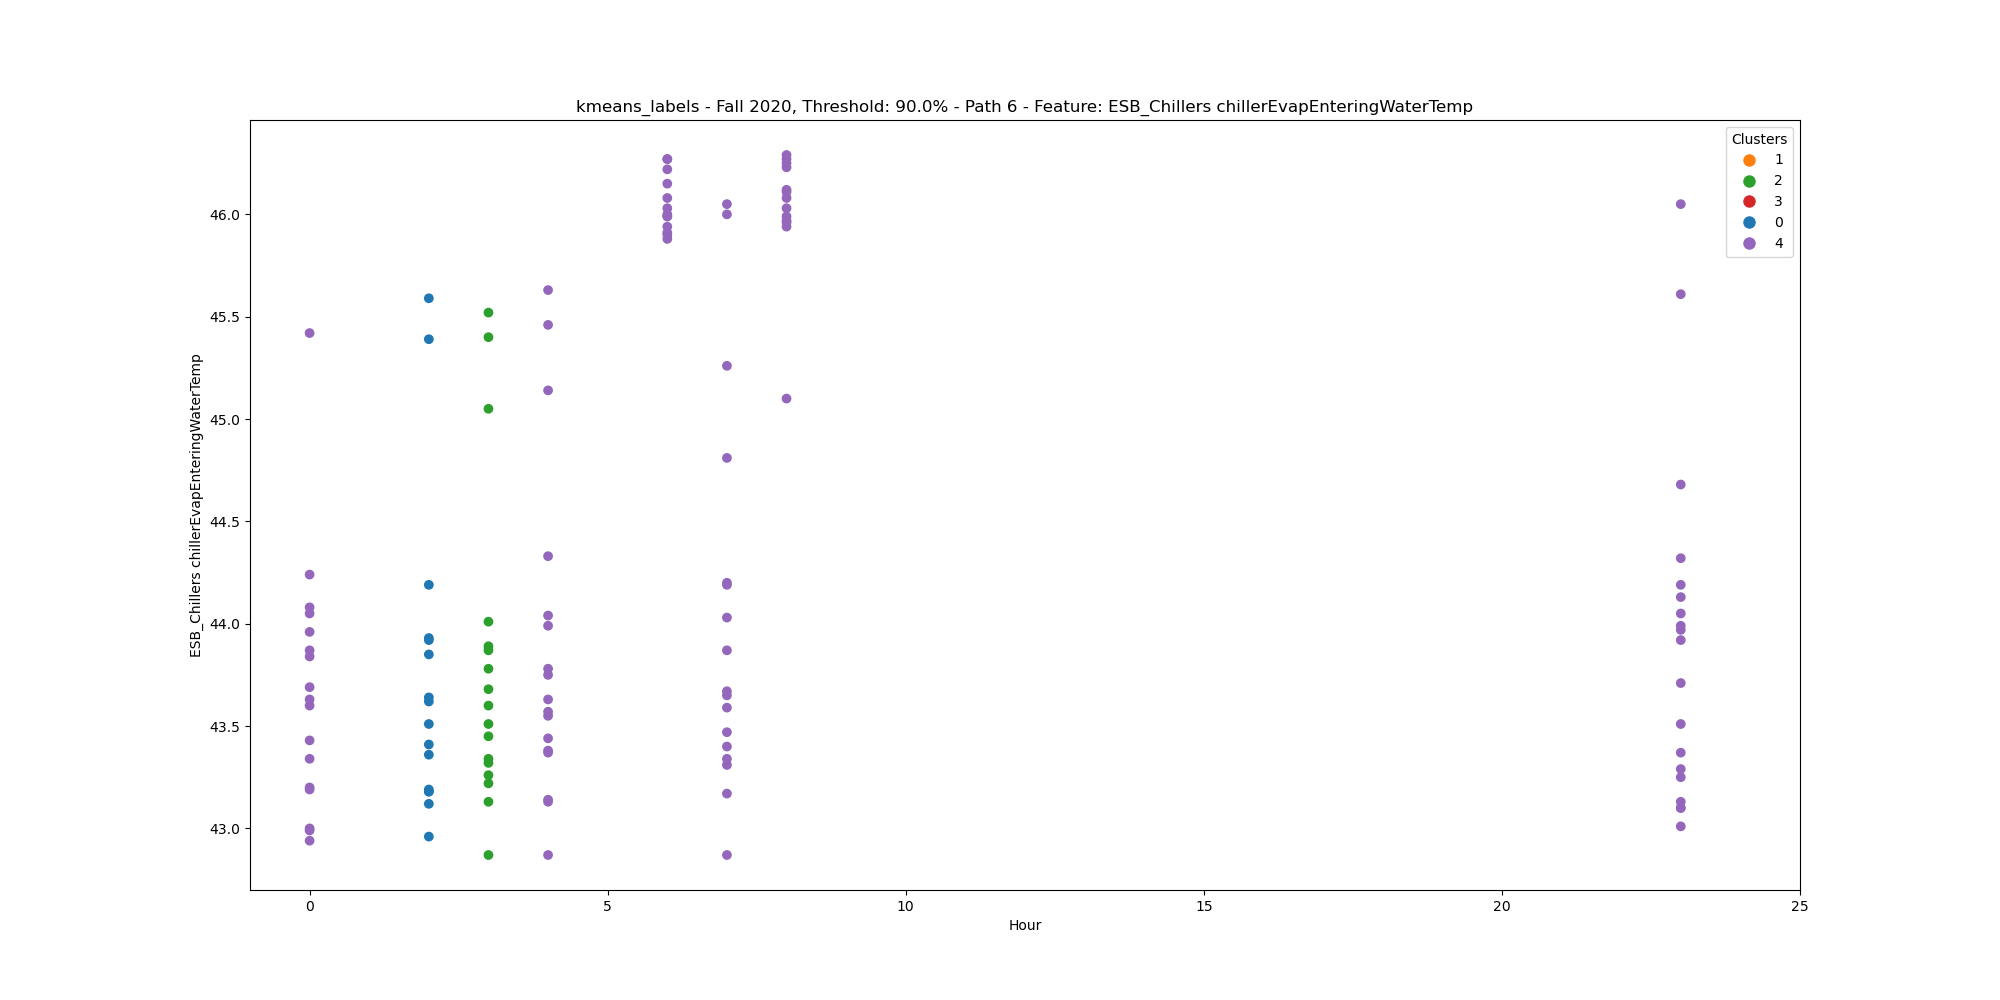 kmeans_labels - Fall 2020, Threshold: 90.0% - Path 6 - Feature: ESB_Chillers chillerEvapEnteringWaterTemp
Clusters
1
2
3
0
4
ESB_Chillers chillerEvapEnteringWaterTemp
46.0
45.5
45.0
44.5
44.0
43.5
43.0
0 5 10 15 20 25
Hour